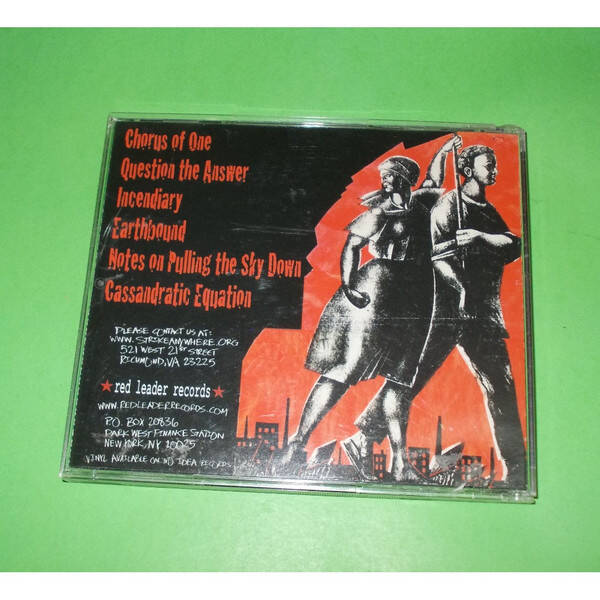 Chorus of One
Question the Answer
Incendiary
Earthbound
Notes on Pulling the Sky Down
Cassandratic Equation
PLEASE CONTACT US AT:
WWW.STRIKEANYWHERE.ORG
521 WEST 21ST STREET
RICHMOND, VA 23225
★ red leader records ★
WWW.REDLEADERRECORDS.COM
P.O. BOX 20836
PARK WEST FINANCE STATION
NEW YORK, NY 10025
VINYL AVAILABLE ON NO IDEA RECORDS